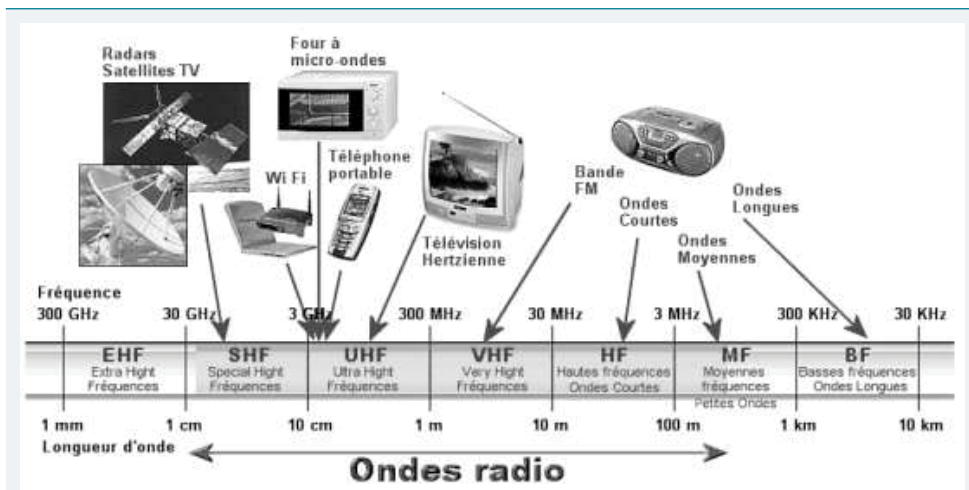 Radars
Satellites TV
Four à
micro-ondes
Wi Fi
Téléphone
portable
Télévision
Hertzienne
Bande
FM
Ondes
Courtes
Ondes
Moyennes
Ondes
Longues
Fréquence
300 GHz 30 GHz 3 GHz 300 MHz 30 MHz 3 MHz 300 KHz 30 KHz
EHF SHF UHF VHF HF MF BF
Extra Hight Special Hight Ultra Hight Very Hight Hautes fréquences Moyennes Basses fréquences
Fréquences Fréquences Fréquences Fréquences Ondes Courtes fréquences Ondes Longues
Petites Ondes
1 mm 1 cm 10 cm 1 m 10 m 100 m 1 km 10 km
Longueur d'onde
Ondes radio